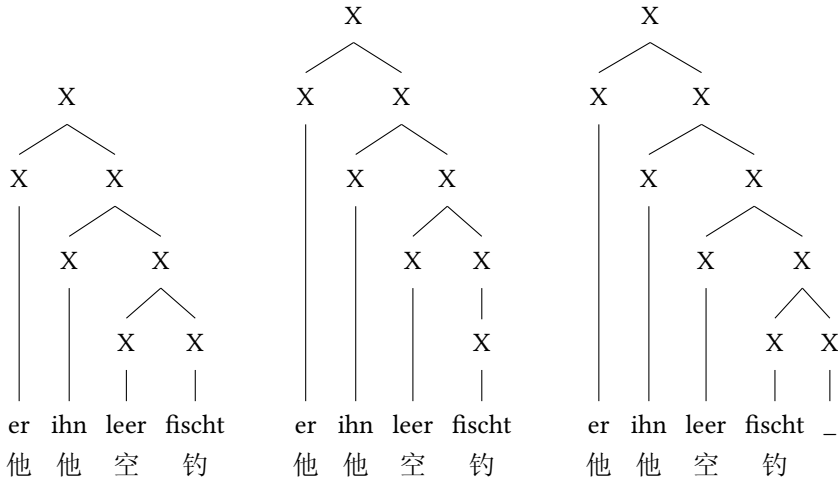 X X
X X X X X
X X X X X X
X X X X X X
X X X X X
er ihn leer fischt er ihn leer fischt er ihn leer fischt _
他 他 空 钓 他 他 空 钓 他 他 空 钓